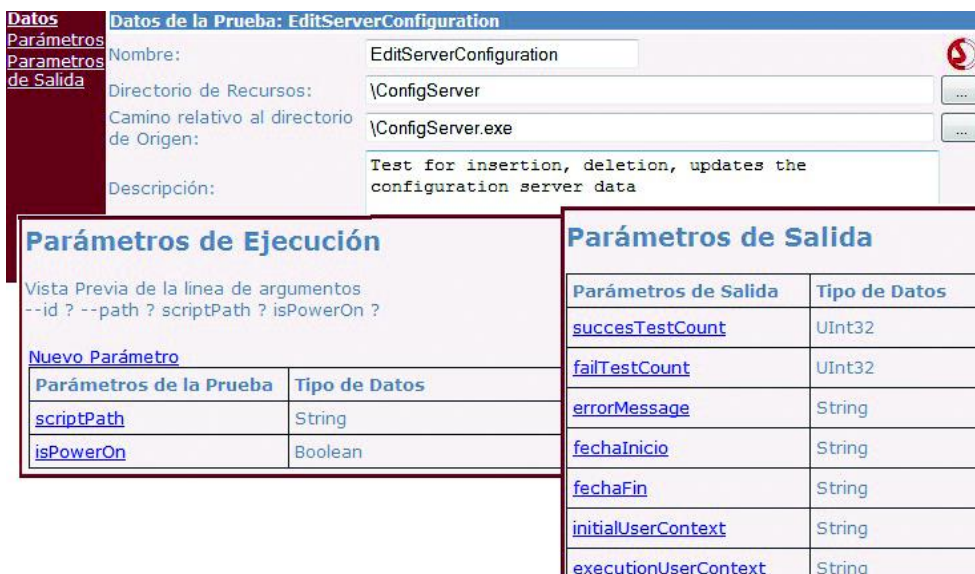 Datos
Parámetros
Parametros
de Salida
Datos de la Prueba: EditServerConfiguration
Nombre: EditServerConfiguration
Directorio de Recursos: \ConfigServer ...
Camino relativo al directorio
de Origen: \ConfigServer.exe ...
Descripción: Test for insertion, deletion, updates the
configuration server data
Parámetros de Ejecución
Vista Previa de la linea de argumentos
--id ? --path ? scriptPath ? isPowerOn ?
Nuevo Parámetro
Parámetros de la Prueba Tipo de Datos
scriptPath String
isPowerOn Boolean
Parámetros de Salida
Parámetros de Salida Tipo de Datos
succesTestCount UInt32
failTestCount UInt32
errorMessage String
fechaInicio String
fechaFin String
initialUserContext String
executionUserContext String